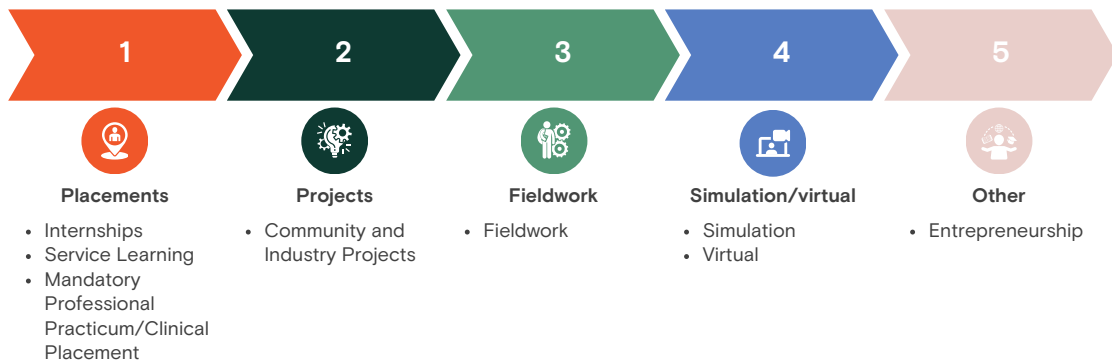 1
2
3
4
5
Placements
• Internships
• Service Learning
• Mandatory
Professional
Practicum/Clinical
Placement
Projects
• Community and
Industry Projects
Fieldwork
• Fieldwork
Simulation/virtual
• Simulation
• Virtual
Other
• Entrepreneurship